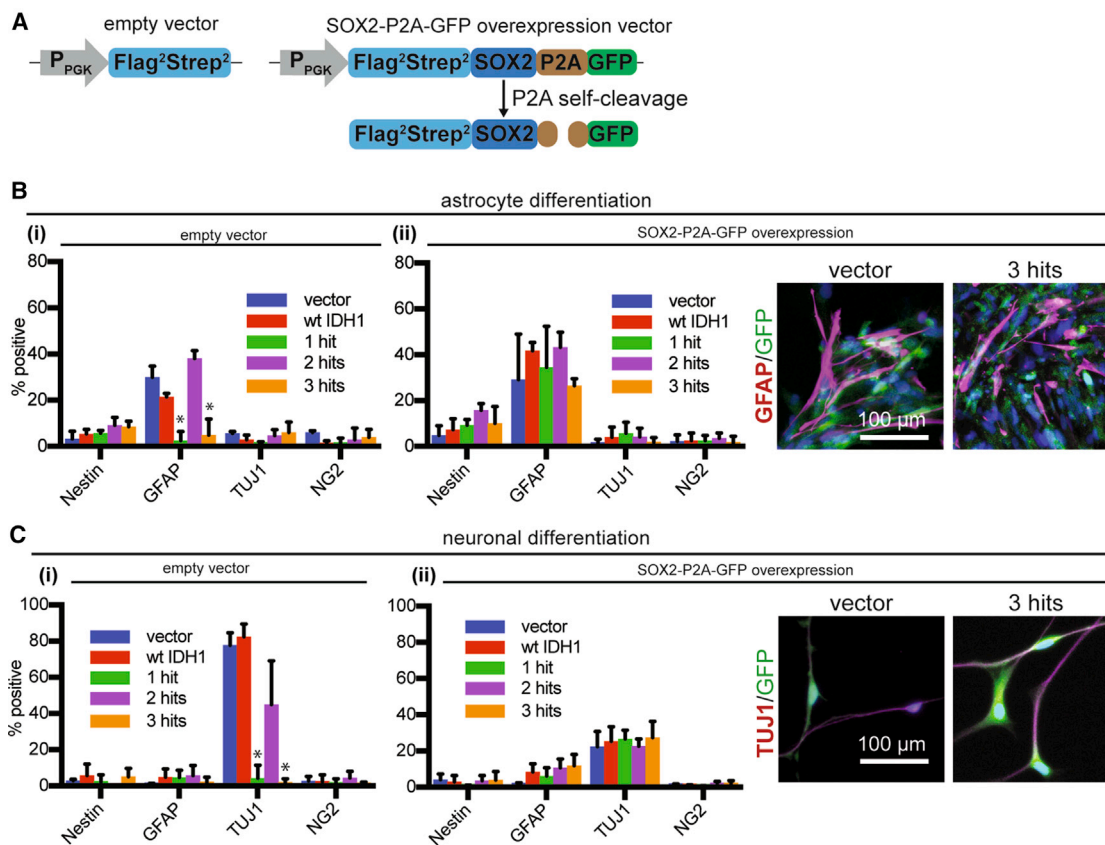 A
empty vector
SOX2-P2A-GFP overexpression vector
P PGK Flag²Strep²
P PGK Flag²Strep² SOX2 P2A GFP
P2A self-cleavage
Flag²Strep² SOX2 GFP
B
astrocyte differentiation
(i)
empty vector
(ii)
SOX2-P2A-GFP overexpression
80
60
40
20
0
% positive
vector
wt IDH1
1 hit
2 hits
3 hits
*
*
Nestin
GFAP
TUJ1
NG2
80
60
40
20
0
vector
wt IDH1
1 hit
2 hits
3 hits
Nestin
GFAP
TUJ1
NG2
vector
3 hits
GFAP/GFP
100 µm
C
neuronal differentiation
(i)
empty vector
(ii)
SOX2-P2A-GFP overexpression
100
80
60
40
20
0
% positive
vector
wt IDH1
1 hit
2 hits
3 hits
*
*
Nestin
GFAP
TUJ1
NG2
100
80
60
40
20
0
vector
wt IDH1
1 hit
2 hits
3 hits
Nestin
GFAP
TUJ1
NG2
vector
3 hits
TUJ1/GFP
100 µm